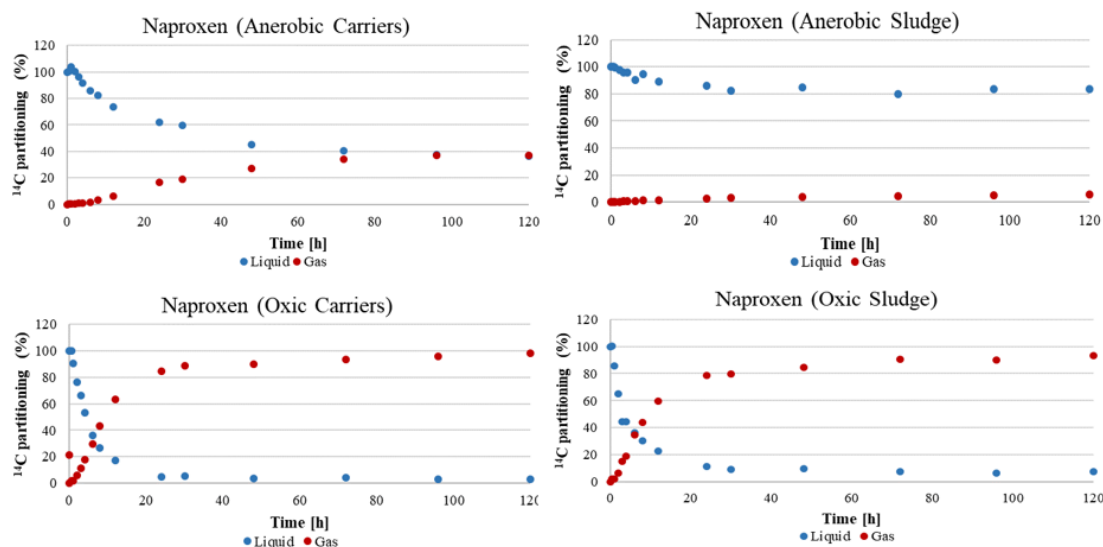 Naproxen (Anerobic Carriers)
120
100
80
60
40
20
0
¹⁴C partitioning (%)
0 20 40 60 80 100 120
Time [h]
Liquid Gas
Naproxen (Anerobic Sludge)
120
100
80
60
40
20
0
¹⁴C partitioning (%)
0 20 40 60 80 100 120
Time [h]
Liquid Gas
Naproxen (Oxic Carriers)
120
100
80
60
40
20
0
¹⁴C partitioning (%)
0 20 40 60 80 100 120
Time [h]
Liquid Gas
Naproxen (Oxic Sludge)
120
100
80
60
40
20
0
¹⁴C partitioning (%)
0 20 40 60 80 100 120
Time [h]
Liquid Gas